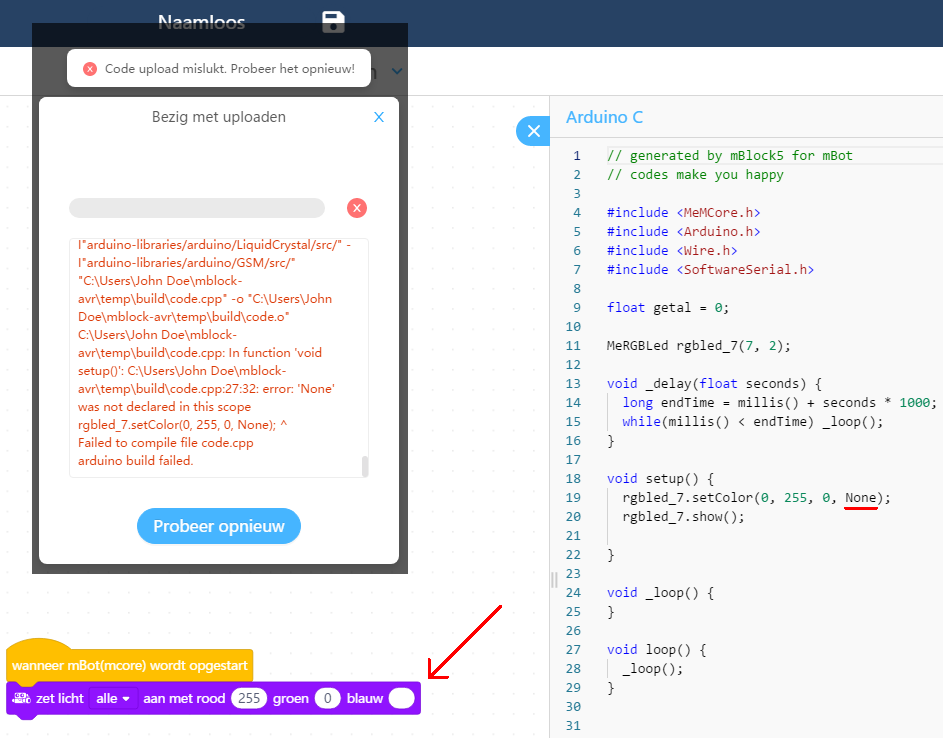 Naamloos
Code upload mislukt. Probeer het opnieuw!
Bezig met uploaden
I"arduino-libraries/arduino/LiquidCrystal/src/" -
I"arduino-libraries/arduino/GSM/src/"
"C:\Users\John Doe\mblock-
avr\temp\build\code.cpp" -o "C:\Users\John
Doe\mblock-avr\temp\build\code.o"
C:\Users\John Doe\mblock-
avr\temp\build\code.cpp: In function 'void
setup()': C:\Users\John Doe\mblock-
avr\temp\build\code.cpp:27:32: error: 'None'
was not declared in this scope
rgbled_7.setColor(0, 255, 0, None); ^
Failed to compile file code.cpp
arduino build failed.
Probeer opnieuw
wanneer mBot(mcore) wordt opgestart
zet licht alle aan met rood 255 groen 0 blauw
Arduino C
1 // generated by mBlock5 for mBot
2 // codes make you happy
3
4 #include <MeMCore.h>
5 #include <Arduino.h>
6 #include <Wire.h>
7 #include <SoftwareSerial.h>
8
9 float getal = 0;
10
11 MeRGBLed rgbled_7(7, 2);
12
13 void _delay(float seconds) {
14 long endTime = millis() + seconds * 1000;
15 while(millis() < endTime) _loop();
16 }
17
18 void setup() {
19 rgbled_7.setColor(0, 255, 0, None);
20 rgbled_7.show();
21
22 }
23
24 void _loop() {
25 }
26
27 void loop() {
28 _loop();
29 }
30
31